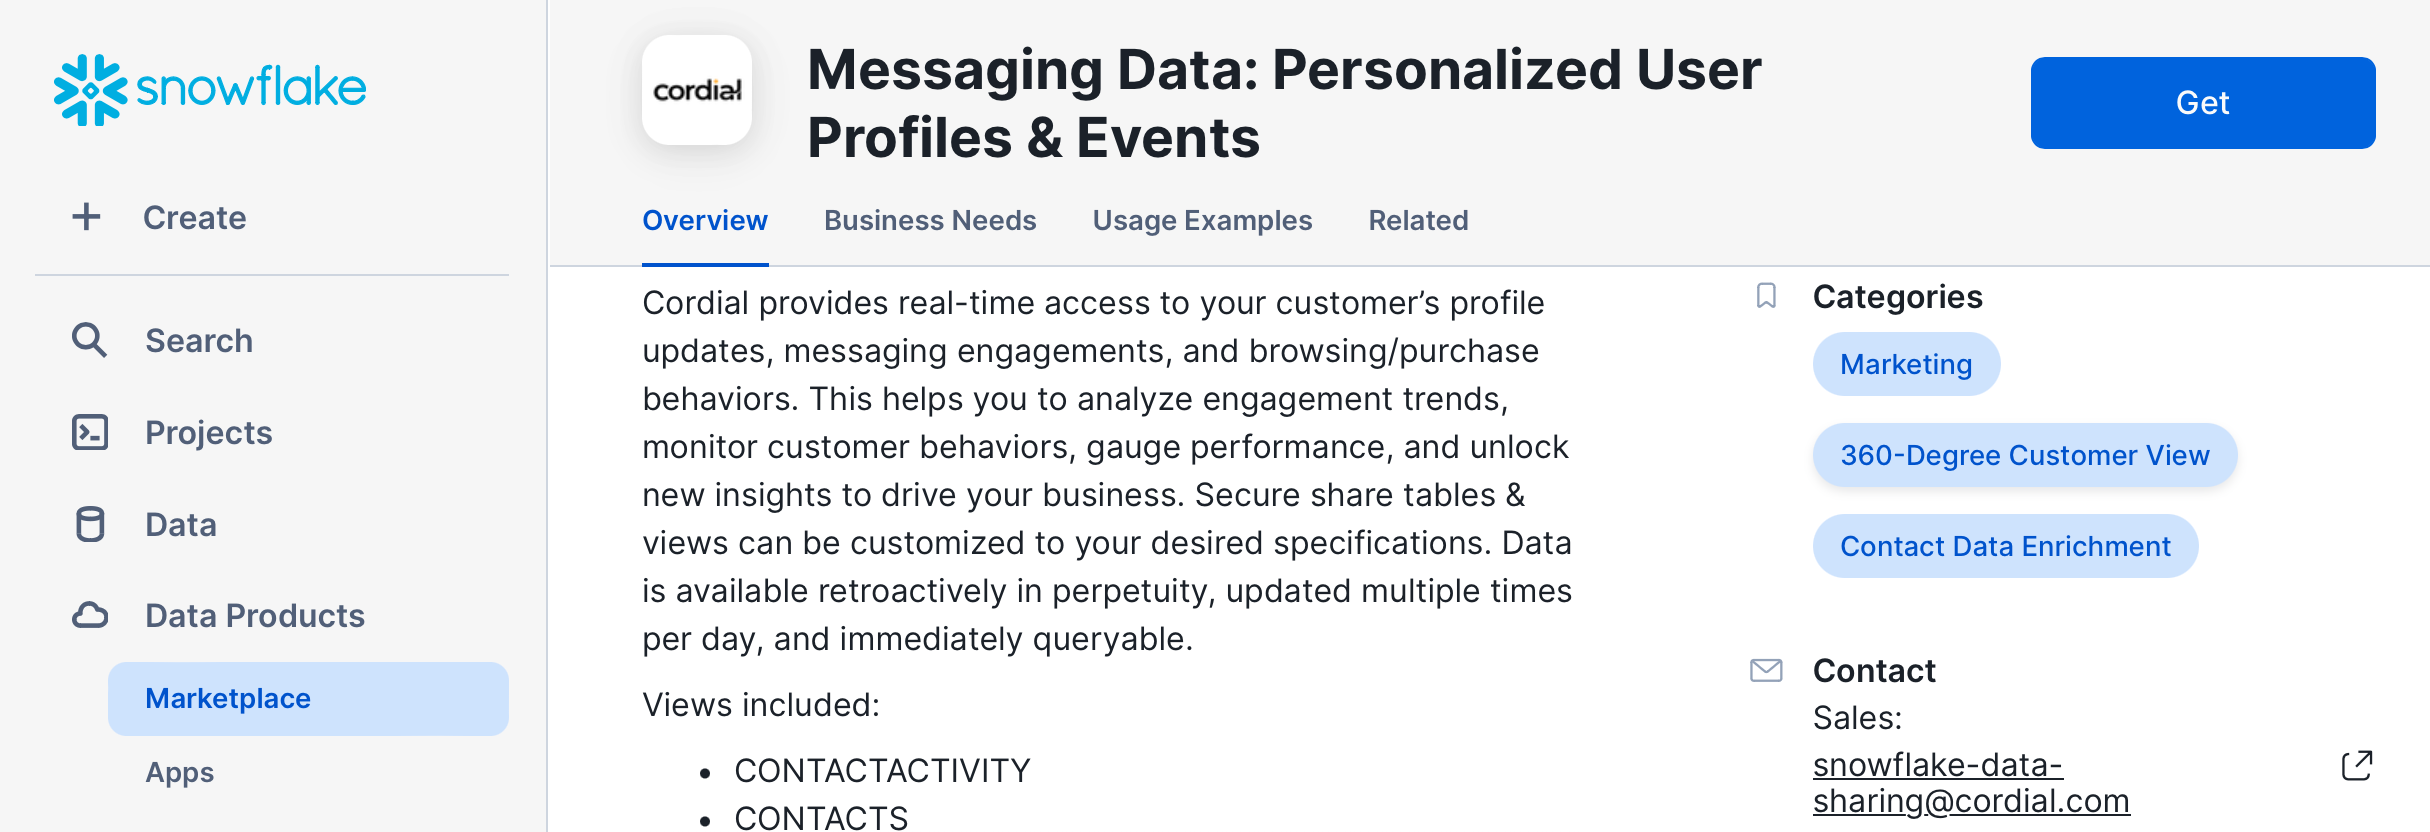 snowflake
Create
Search
Projects
Data
Data Products
Marketplace
Apps
cordial
Messaging Data: Personalized User
Profiles & Events
Get
Overview Business Needs Usage Examples Related
Cordial provides real-time access to your customer’s profile
updates, messaging engagements, and browsing/purchase
behaviors. This helps you to analyze engagement trends,
monitor customer behaviors, gauge performance, and unlock
new insights to drive your business. Secure share tables &
views can be customized to your desired specifications. Data
is available retroactively in perpetuity, updated multiple times
per day, and immediately queryable.
Views included:
• CONTACTACTIVITY
• CONTACTS
Categories
Marketing
360-Degree Customer View
Contact Data Enrichment
Contact
Sales:
snowflake-data-
sharing@cordial.com